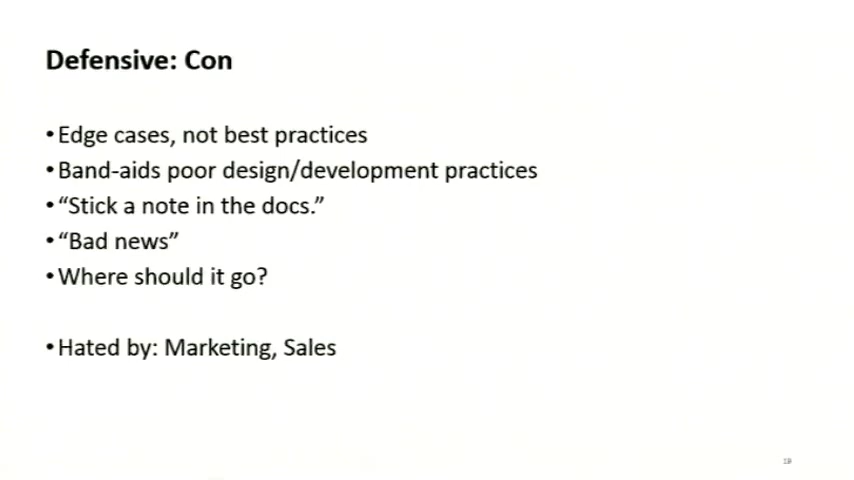 Defensive: Con
•Edge cases, not best practices
•Band-aids poor design/development practices
•“Stick a note in the docs.”
•“Bad news”
•Where should it go?
•Hated by: Marketing, Sales